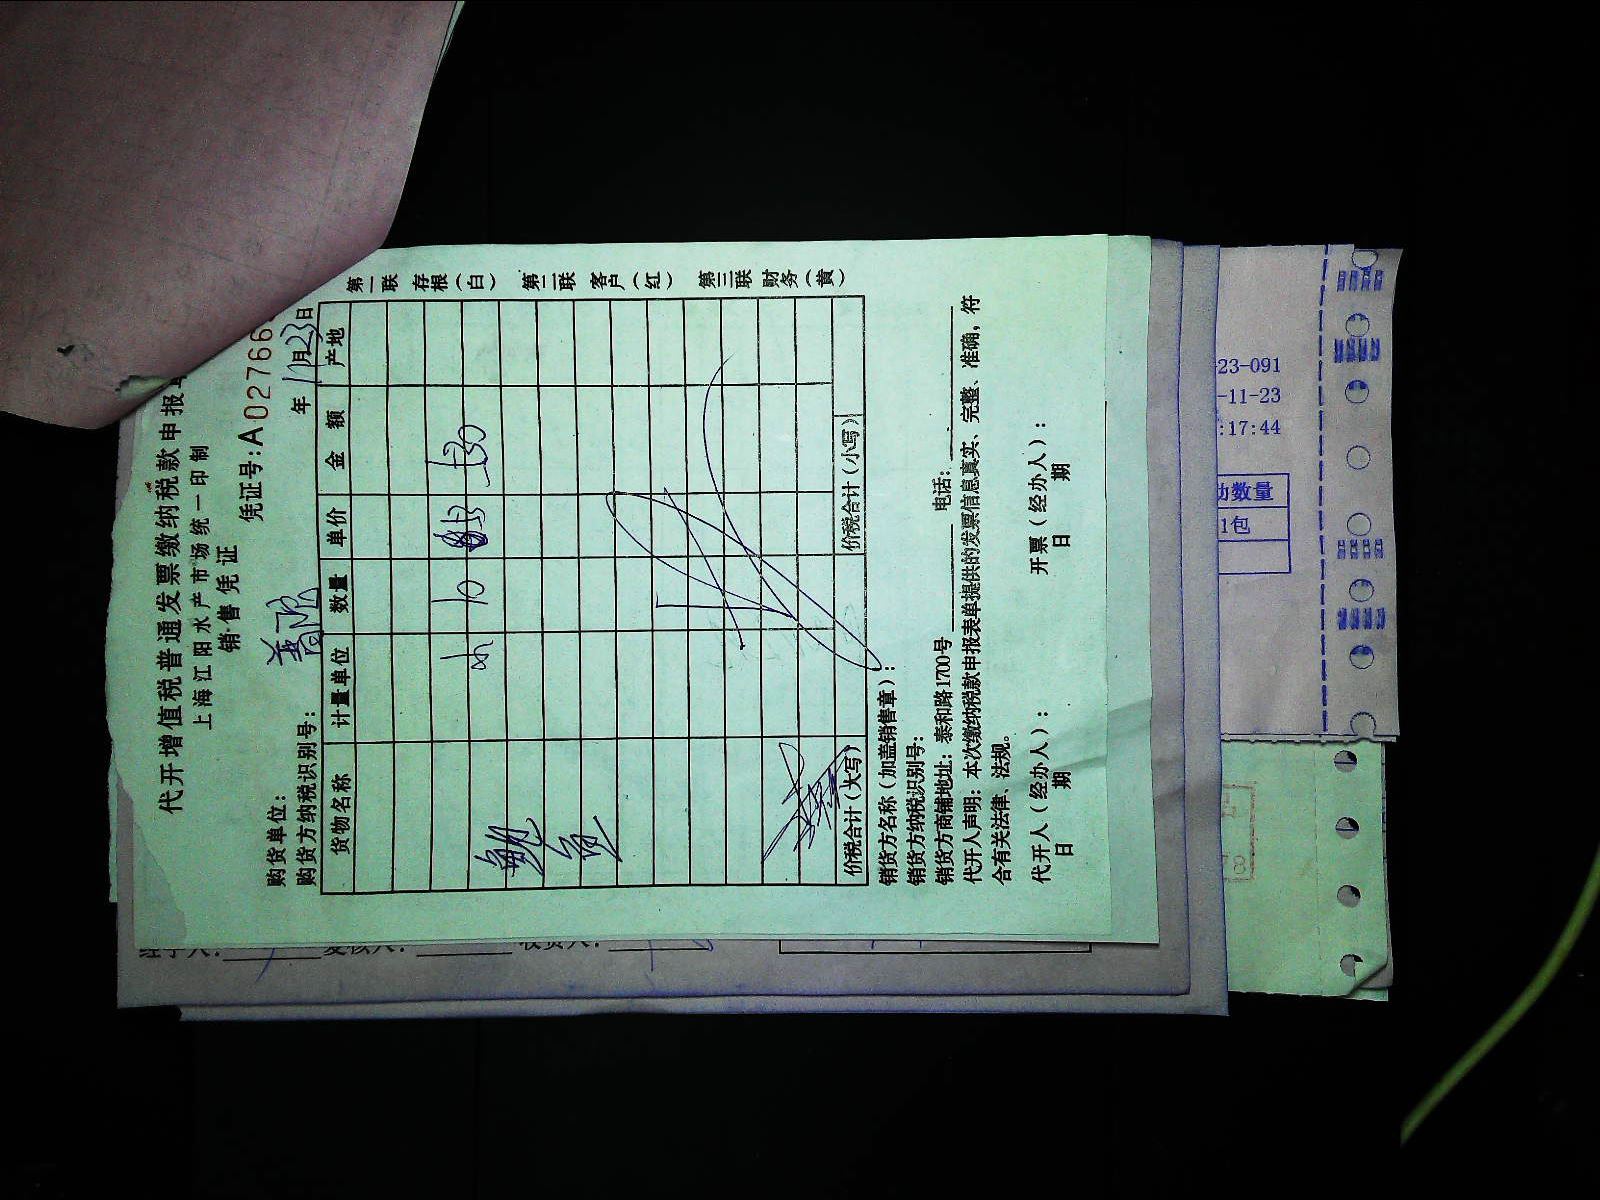 代开增值税普通发票缴纳税款申报
上海江阳水产市场统一印制
销售凭证
凭证号：A02766
购货单位：
购货方纳税识别号：
年 11月23日
货物名称 计量单位 数量 单价 金额 产地
10 13 130
价税合计（大写） 价税合计（小写）
第一联 存根（白） 第二联 客户（红） 第三联 财务（黄）
销货方名称（加盖销售章）：
销货方纳税识别号：
销货方商铺地址：泰和路1700号 电话：
代开人声明：本次缴纳税款申报表单提供的发票信息真实、完整、准确，符
合有关法律、法规。
代开人（经办人）： 开票（经办人）：
日 期 日 期
23-091
-11-23
:17:44
数量
1包